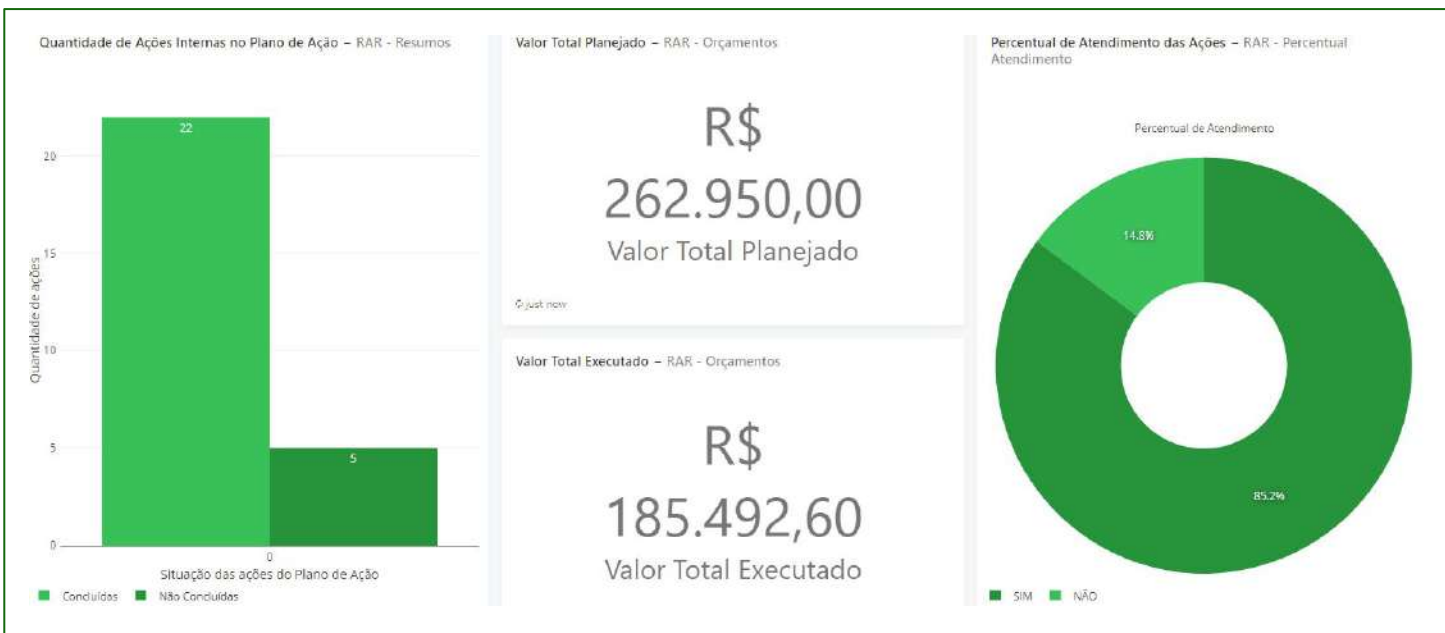 Quantidade de Ações Internas no Plano de Ação – RAR - Resumos
22
20
15
10
5
5
0
0
Quantidade de ações
Situação das ações do Plano de Ação
Concluídas
Não Concluídas
Valor Total Planejado – RAR - Orçamentos
R$
262.950,00
Valor Total Planejado
just now
Valor Total Executado – RAR - Orçamentos
R$
185.492,60
Valor Total Executado
Percentual de Atendimento das Ações – RAR - Percentual
Atendimento
Percentual de Atendimento
14.8%
85.2%
SIM
NÃO